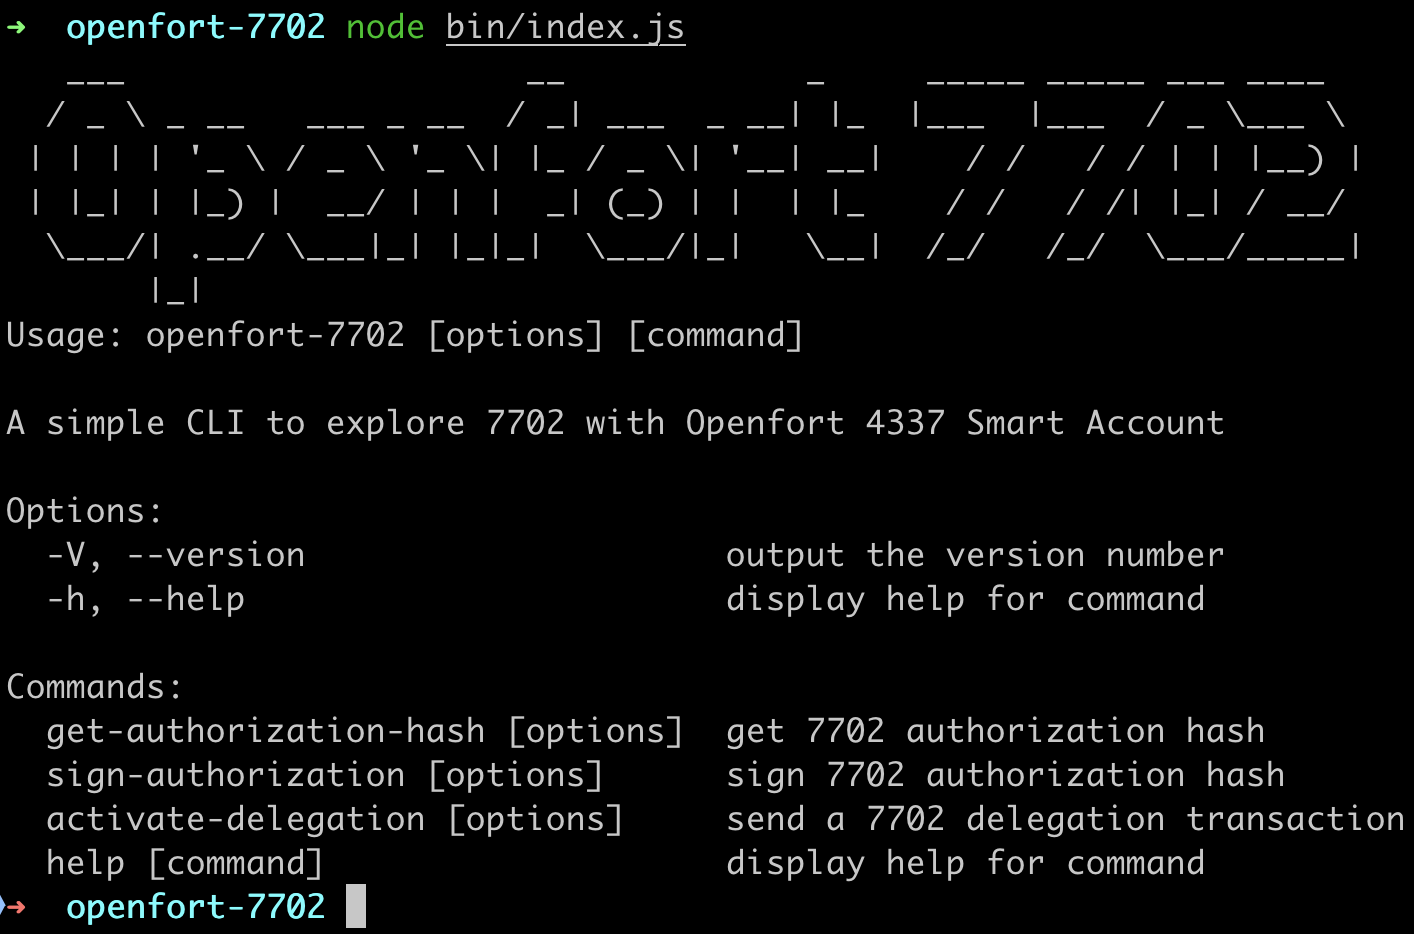 ➜  openfort-7702 node bin/index.js
Openfort 7702
Usage: openfort-7702 [options] [command]
A simple CLI to explore 7702 with Openfort 4337 Smart Account
Options:
  -V, --version                     output the version number
  -h, --help                        display help for command
Commands:
  get-authorization-hash [options]  get 7702 authorization hash
  sign-authorization [options]      sign 7702 authorization hash
  activate-delegation [options]     send a 7702 delegation transaction
  help [command]                    display help for command
➜  openfort-7702